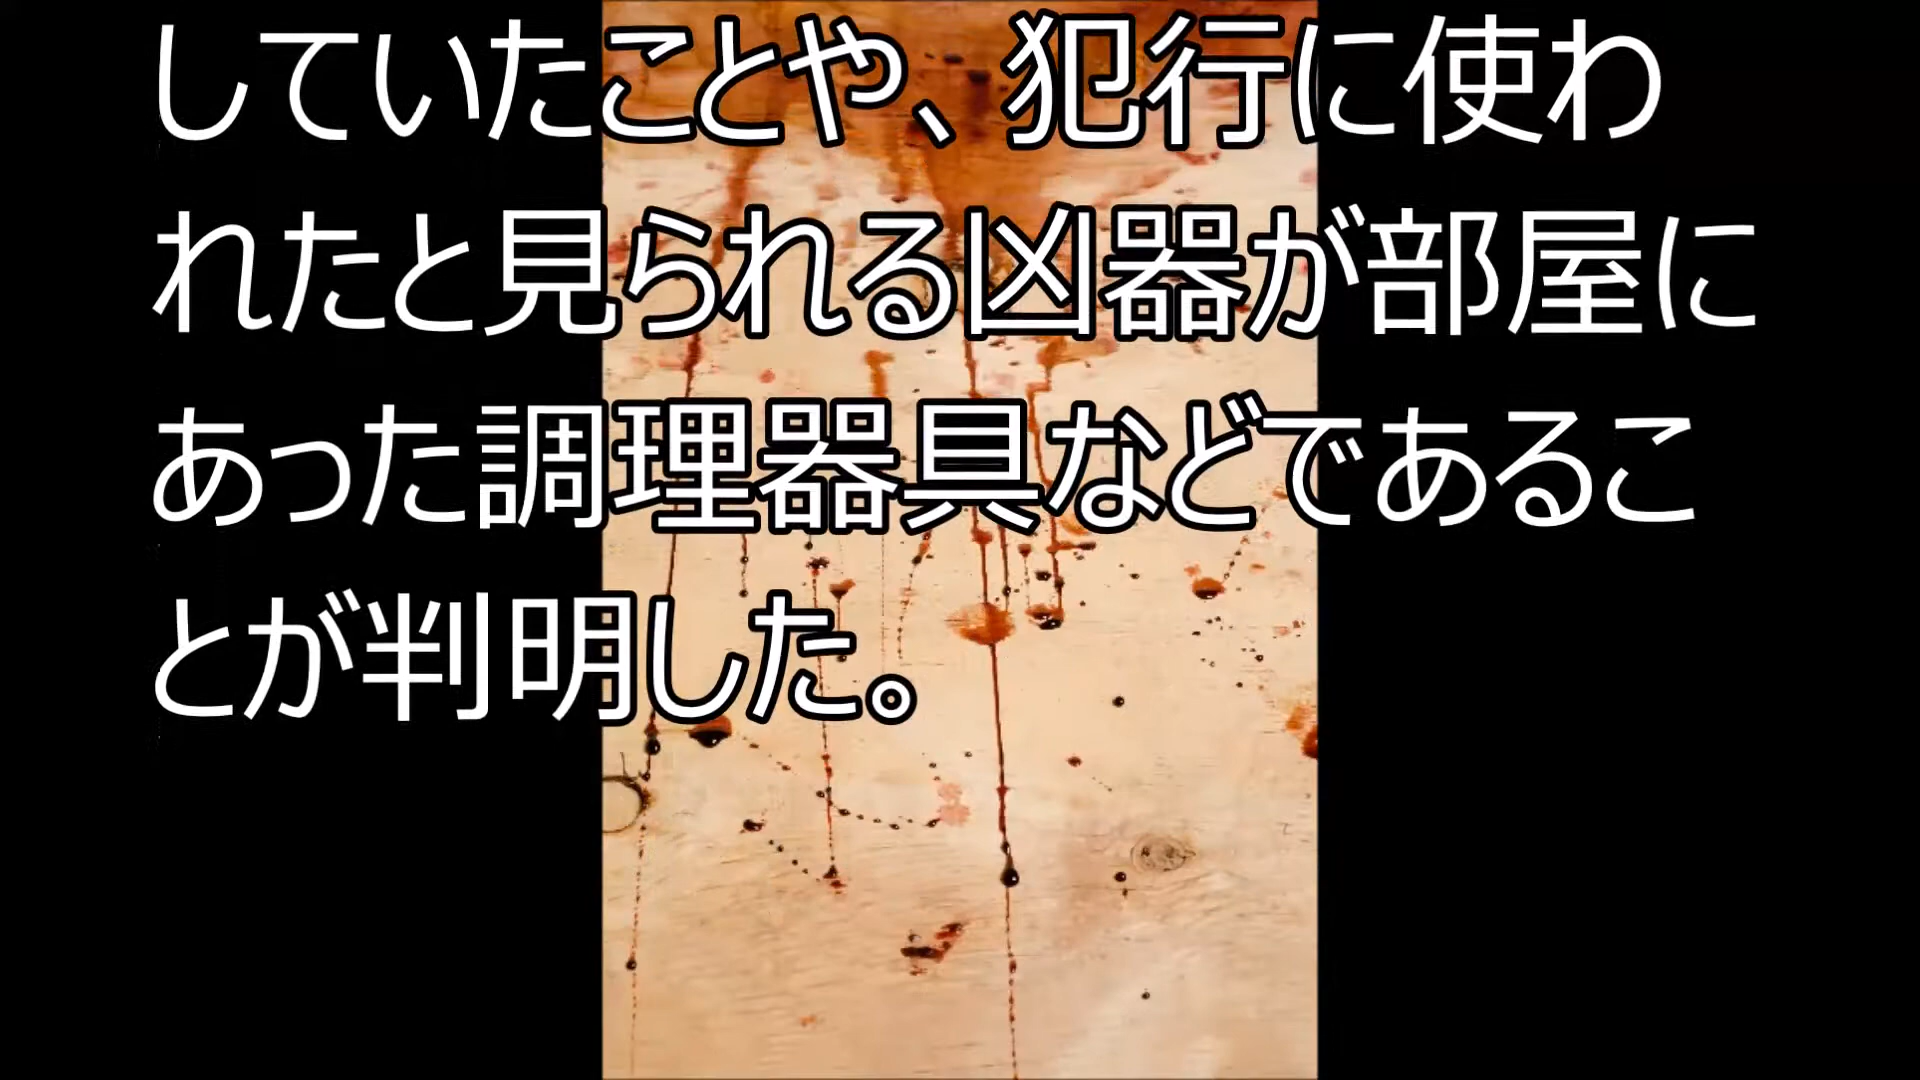 していたことや、犯行に使わ
れたと見られる凶器が部屋に
あった調理器具などであるこ
とが判明した。